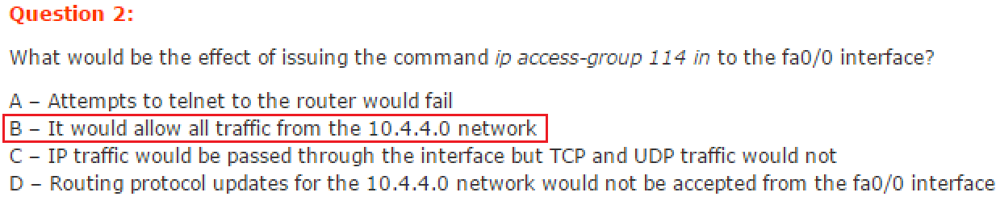 Question 2:
What would be the effect of issuing the command ip access-group 114 in to the fa0/0 interface?
A – Attempts to telnet to the router would fail
B – It would allow all traffic from the 10.4.4.0 network
C – IP traffic would be passed through the interface but TCP and UDP traffic would not
D – Routing protocol updates for the 10.4.4.0 network would not be accepted from the fa0/0 interface